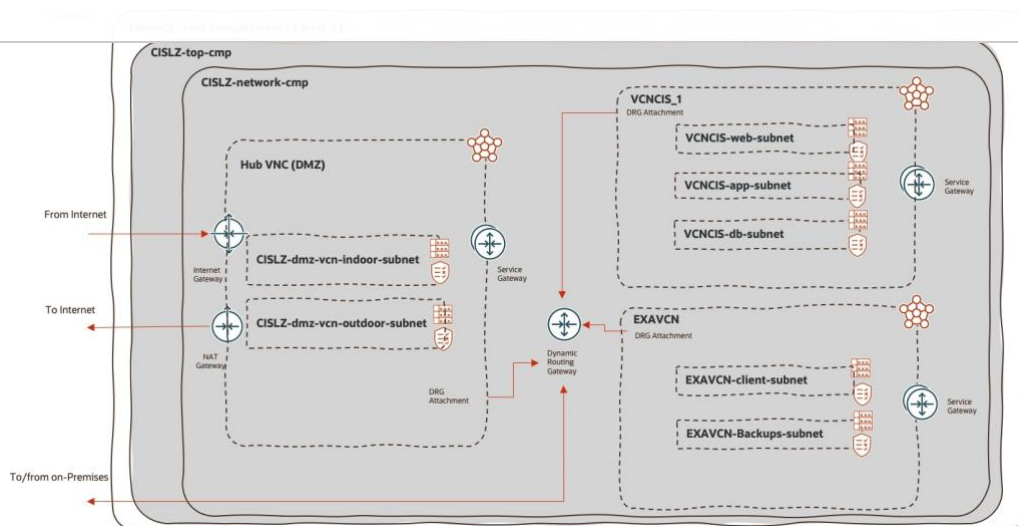 CISLZ-top-cmp
CISLZ-network-cmp
Hub VNC (DMZ)
From Internet
Internet
Gateway
CISLZ-dmz-vcn-indoor-subnet
Service
Gateway
To Internet
NAT
Gateway
CISLZ-dmz-vcn-outdoor-subnet
DRG
Attachment
To/from on-Premises
Dynamic
Routing
Gateway
VCNCIS_1
DRG Attachment
VCNCIS-web-subnet
VCNCIS-app-subnet
VCNCIS-db-subnet
Service
Gateway
EXAVCN
DRG Attachment
EXAVCN-client-subnet
EXAVCN-Backups-subnet
Service
Gateway